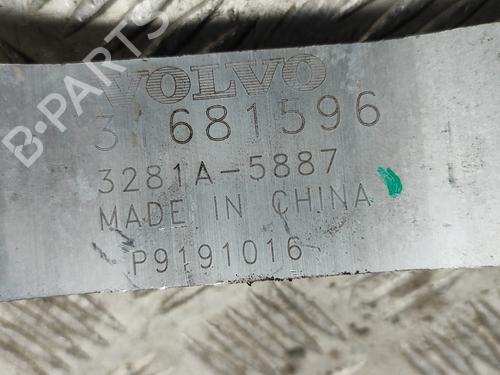 VOLVO
31681596
3281A-5887
MADE IN CHINA
P9191016
B-PARTS